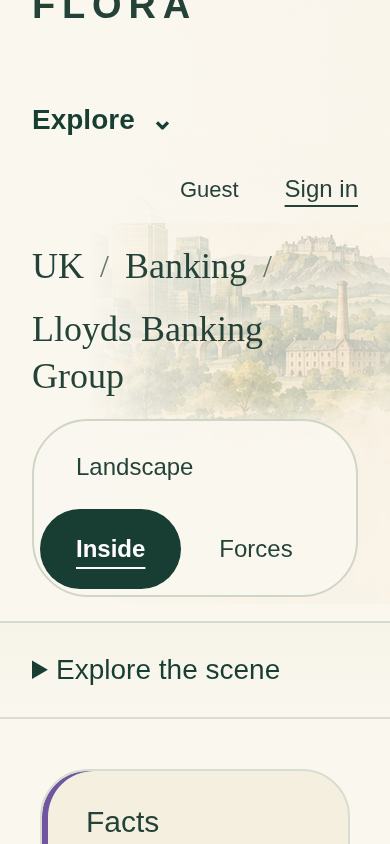 FLORA
Explore
Guest Sign in
UK / Banking /
Lloyds Banking
Group
Landscape
Inside Forces
Explore the scene
Facts